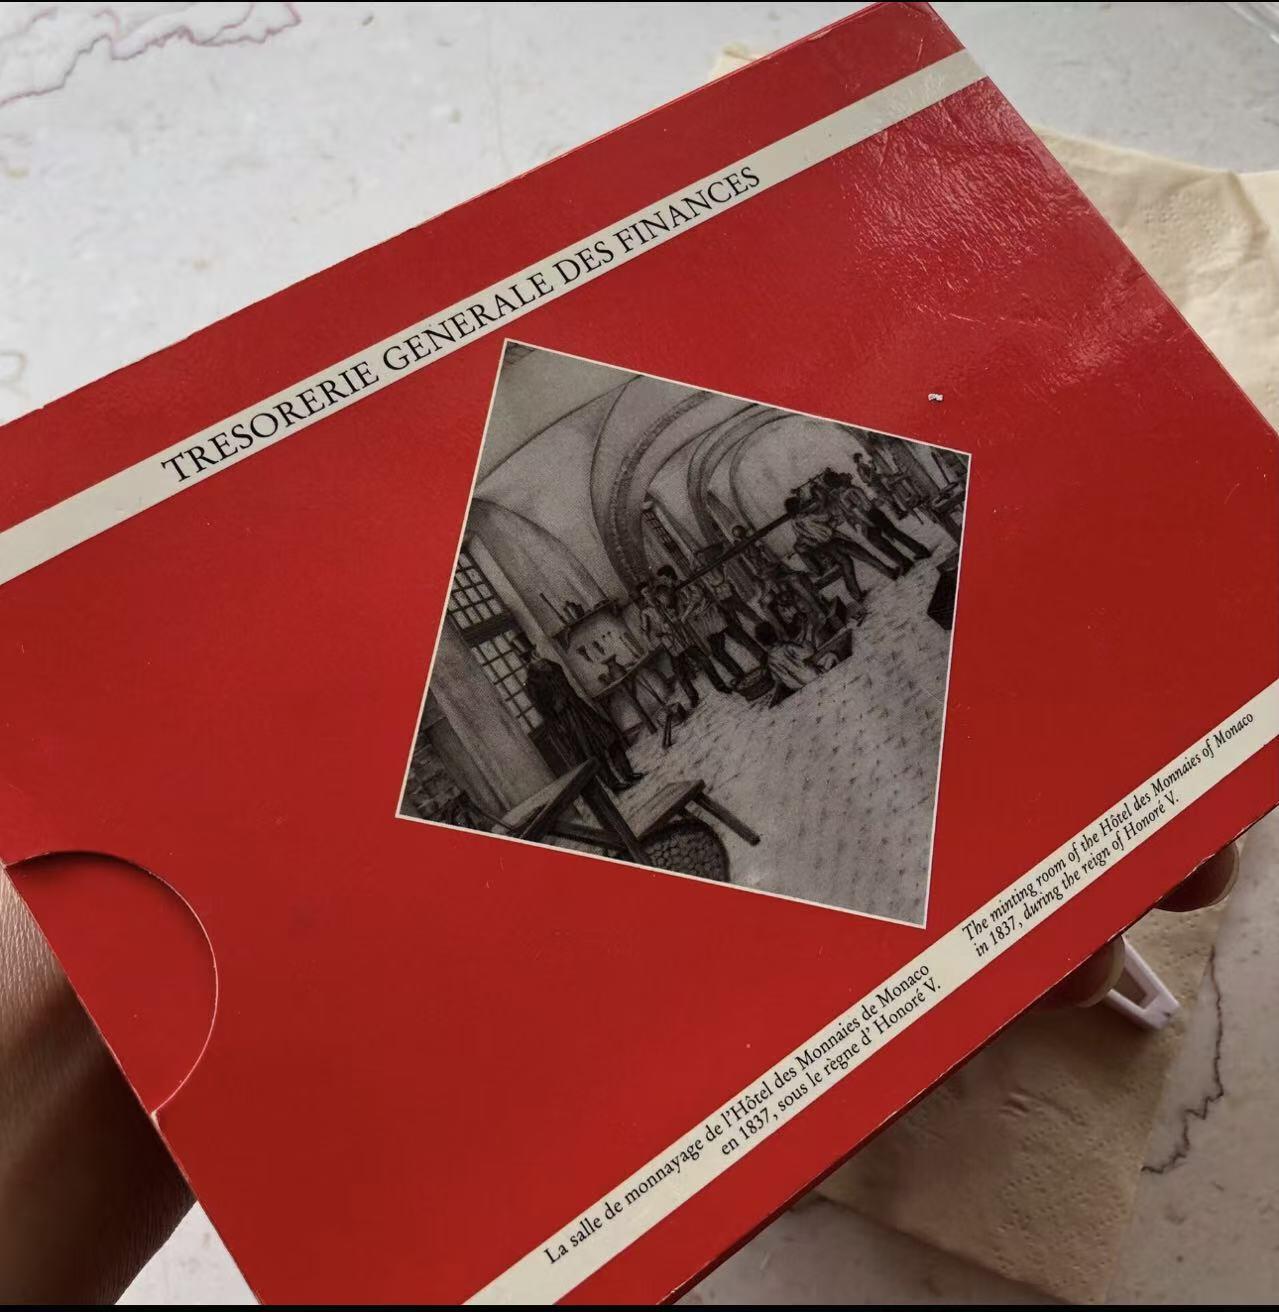 TRESORERIE GENERALE DES FINANCES
La salle de monnayage de l'Hôtel des Monnaies de Monaco
en 1837, sous le règne d' Honoré V.
The minting room of the Hôtel des Monnaies of Monaco
in 1837, during the reign of Honoré V.